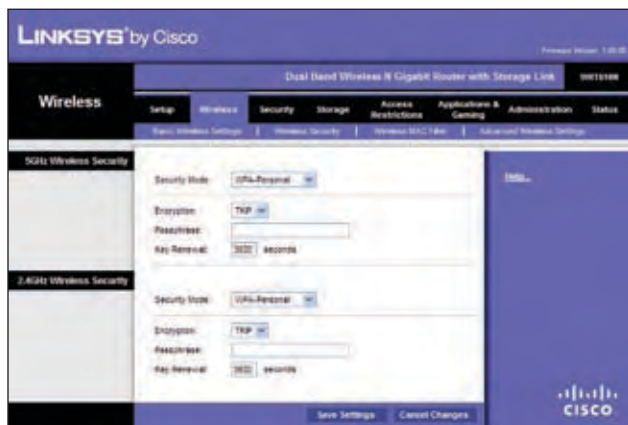 LINKSYS® by Cisco
Firmware Version: 1.00.00
Dual Band Wireless N Gigabit Router with Storage Link
Wireless
Setup Wireless Security Storage Access Restrictions Applications & Gaming Administration Status
Basic Wireless Settings | Wireless Security | Wireless MAC Filter | Advanced Wireless Settings
5GHz Wireless Security
Help...
Security Mode: WPA-Personal
Encryption: TKIP
Passphrase:
Key Renewal: 3600 seconds
2.4GHz Wireless Security
Security Mode: WPA-Personal
Encryption: TKIP
Passphrase:
Key Renewal: 3600 seconds
Save Settings Cancel Changes
CISCO